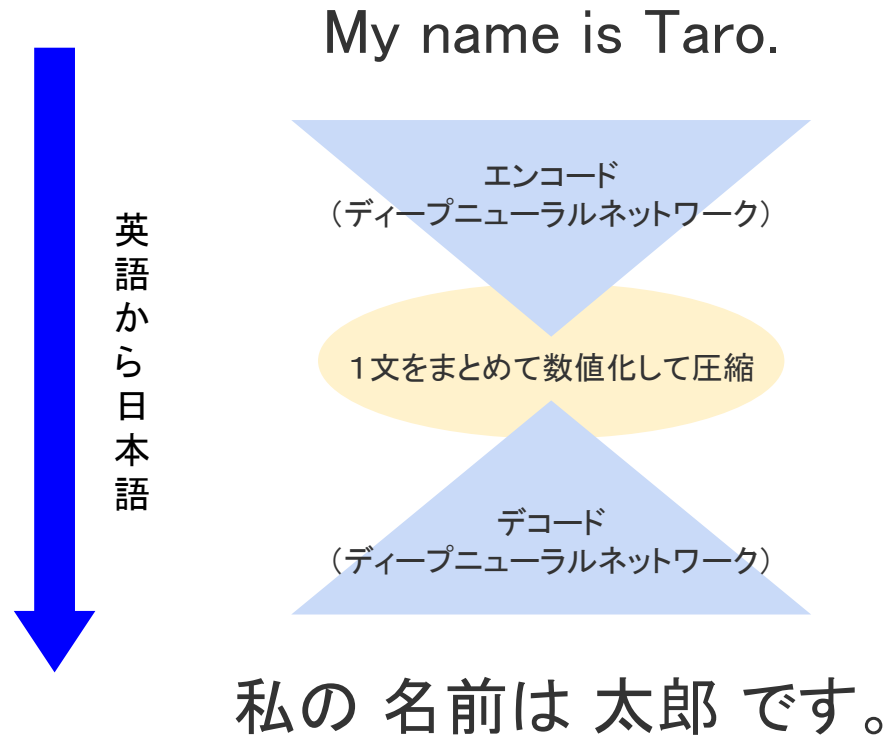 My name is Taro.
英語から日本語
エンコード
（ディープニューラルネットワーク）
１文をまとめて数値化して圧縮
デコード
（ディープニューラルネットワーク）
私の 名前は 太郎 です。